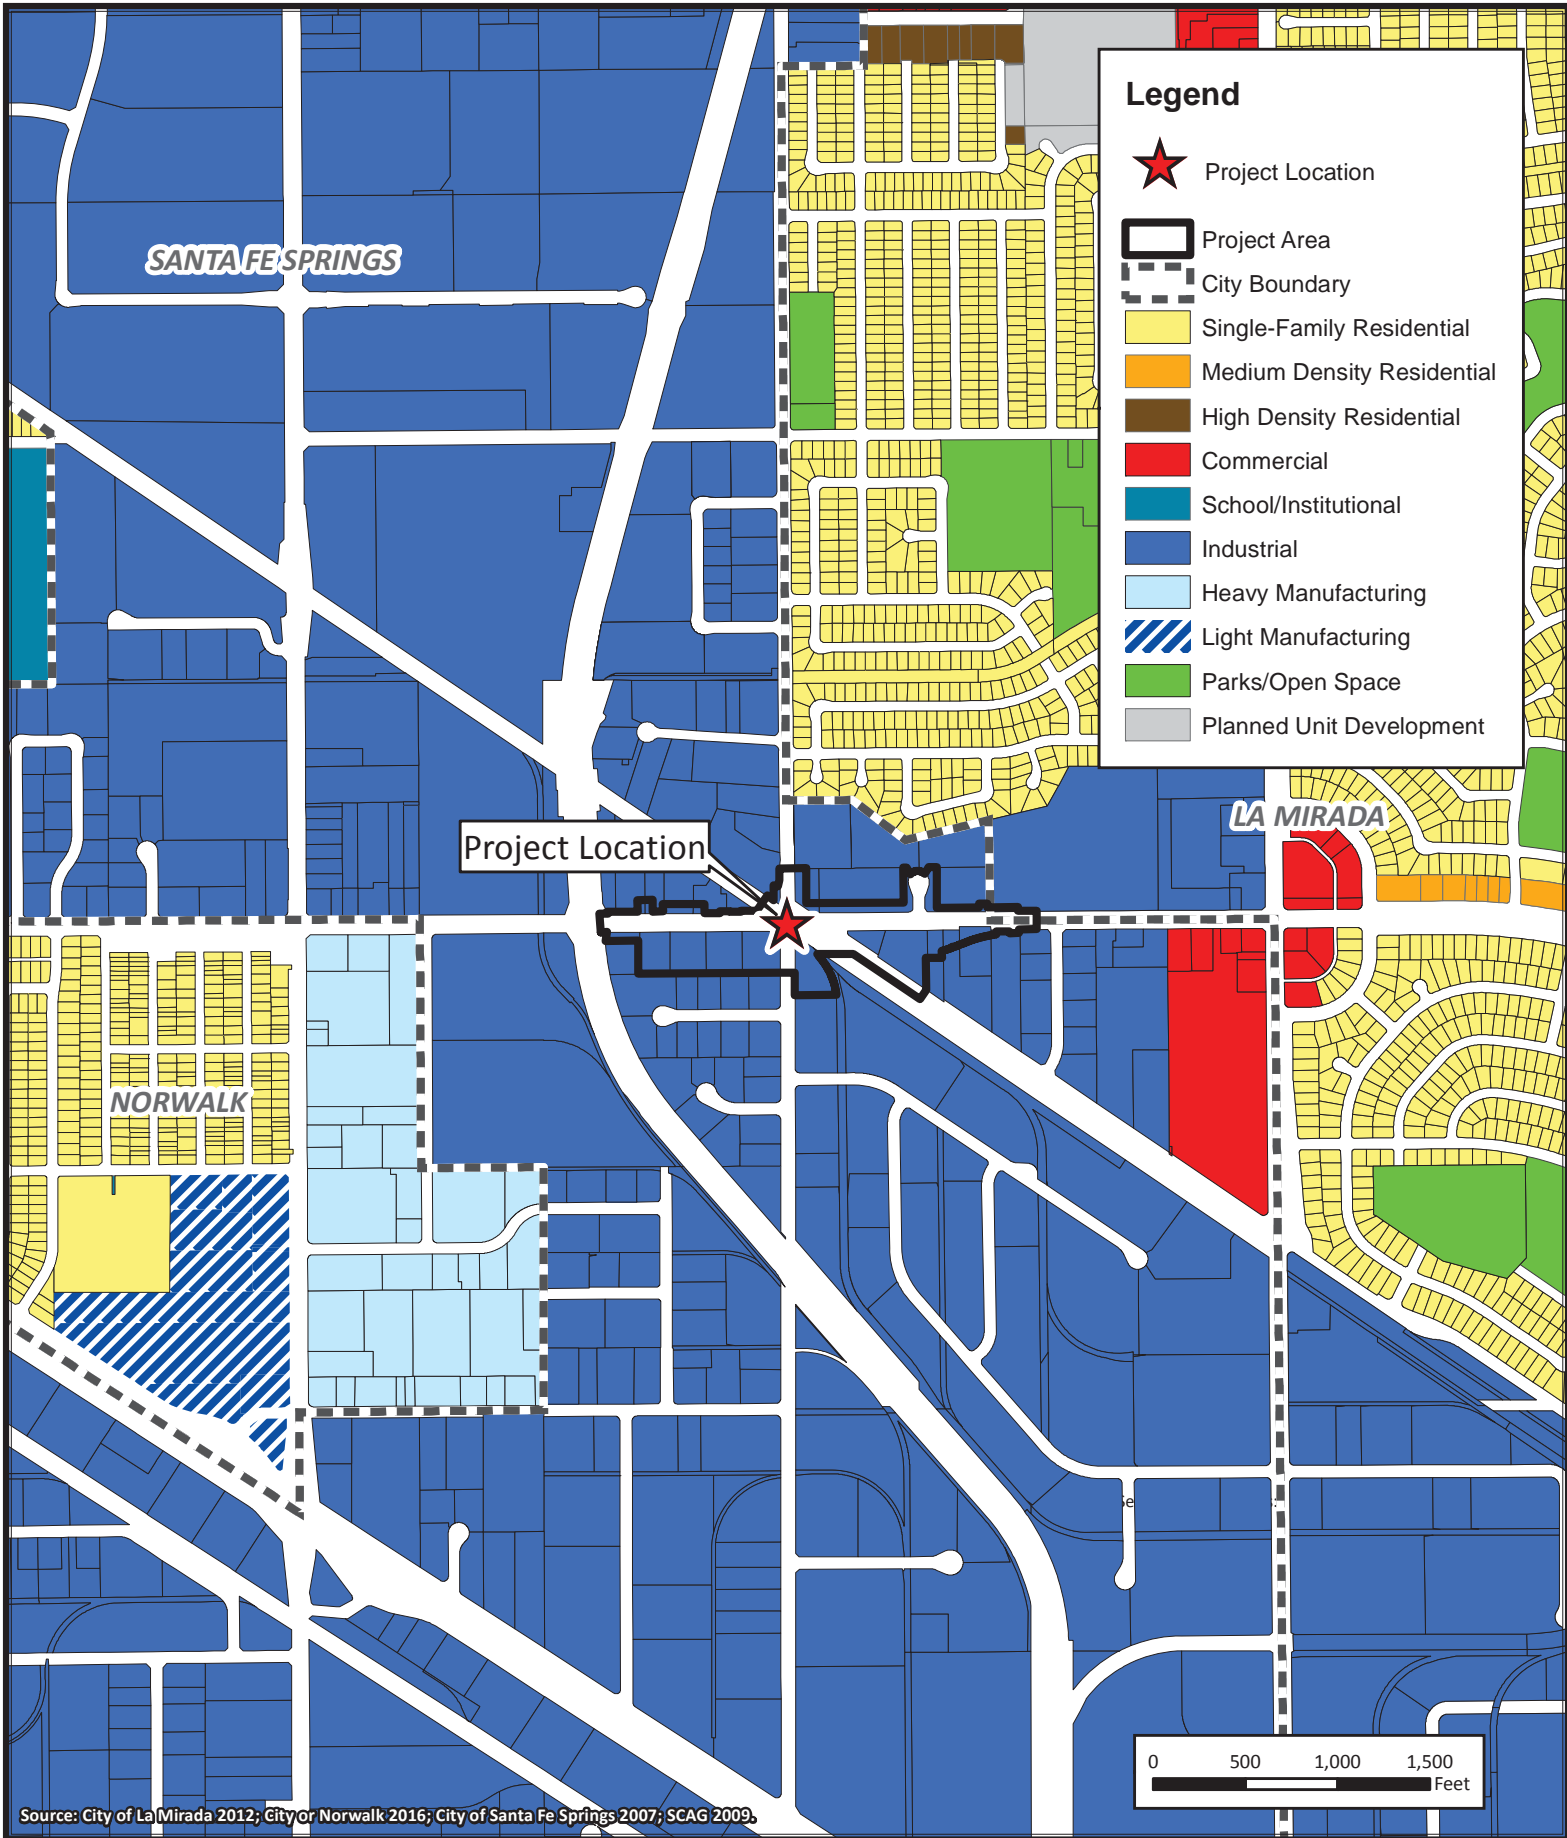 Legend
Project Location
Project Area
City Boundary
Single-Family Residential
Medium Density Residential
High Density Residential
Commercial
School/Institutional
Industrial
Heavy Manufacturing
Light Manufacturing
Parks/Open Space
Planned Unit Development
SANTA FE SPRINGS
LA MIRADA
Project Location
NORWALK
Se
0 500 1,000 1,500
Feet
Source: City of La Mirada 2012; City or Norwalk 2016; City of Santa Fe Springs 2007; SCAG 2009.